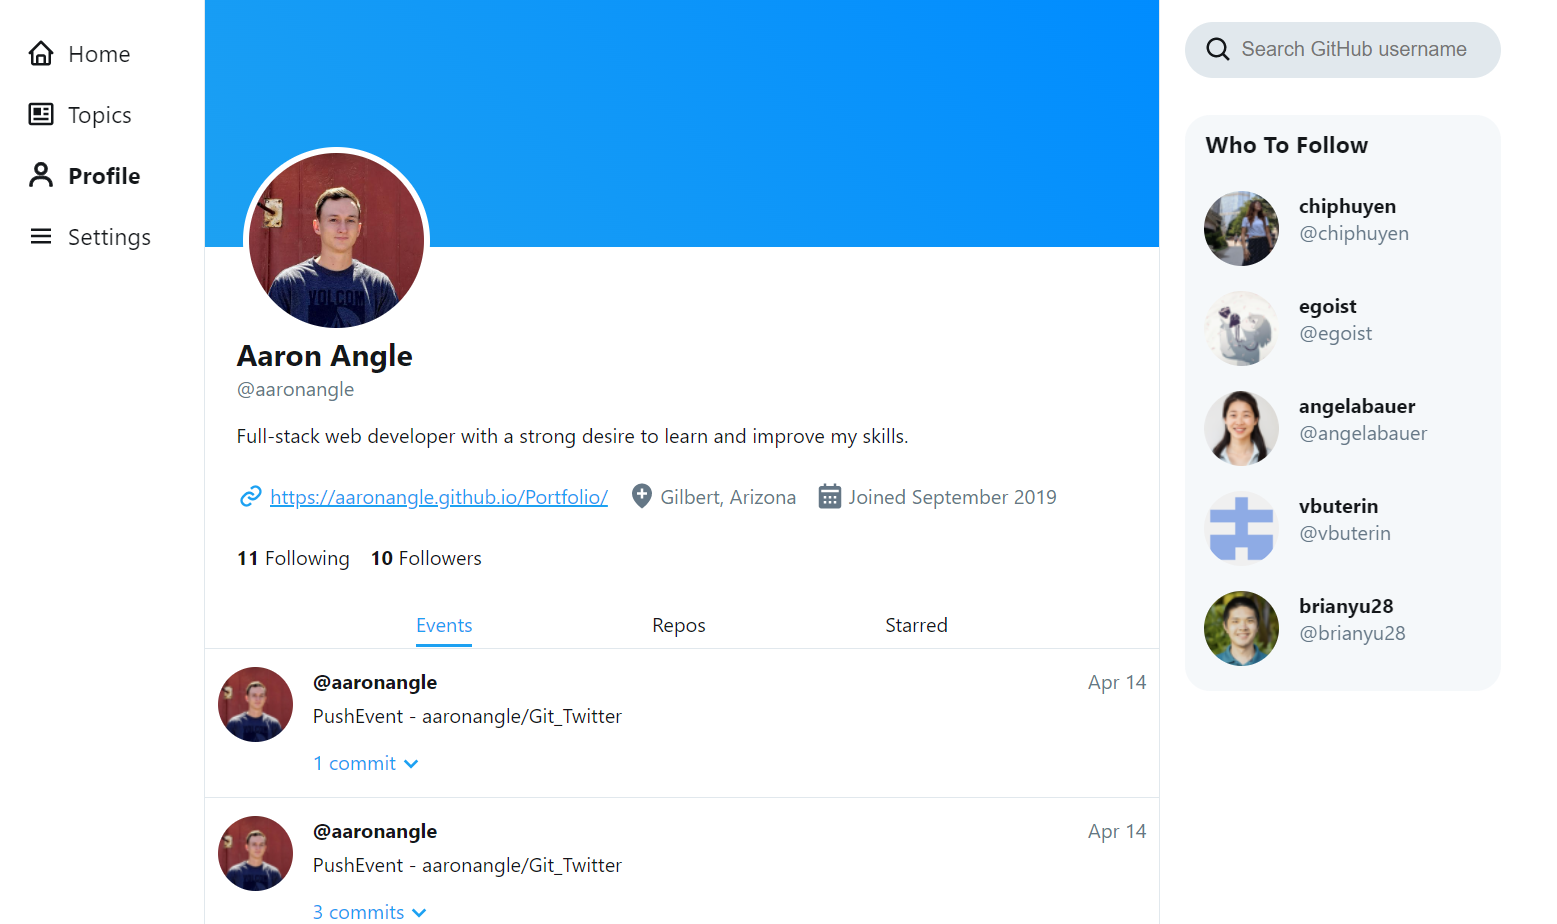 Home
Topics
Profile
Settings
VOLCOM
Aaron Angle
@aaronangle
Full-stack web developer with a strong desire to learn and improve my skills.
https://aaronangle.github.io/Portfolio/ Gilbert, Arizona Joined September 2019
11 Following 10 Followers
Events Repos Starred
@aaronangle Apr 14
PushEvent - aaronangle/Git_Twitter
1 commit
@aaronangle Apr 14
PushEvent - aaronangle/Git_Twitter
3 commits
Search GitHub username
Who To Follow
chiphuyen
@chiphuyen
egoist
@egoist
angelabauer
@angelabauer
vbuterin
@vbuterin
brianyu28
@brianyu28